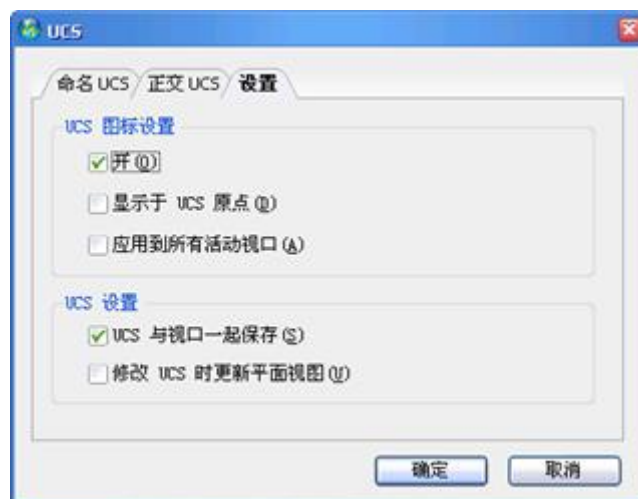 UCS
命名 UCS 正交 UCS 设置
UCS 图标设置
开(O)
显示于 UCS 原点(D)
应用到所有活动视口(A)
UCS 设置
UCS 与视口一起保存(S)
修改 UCS 时更新平面视图(U)
确定 取消